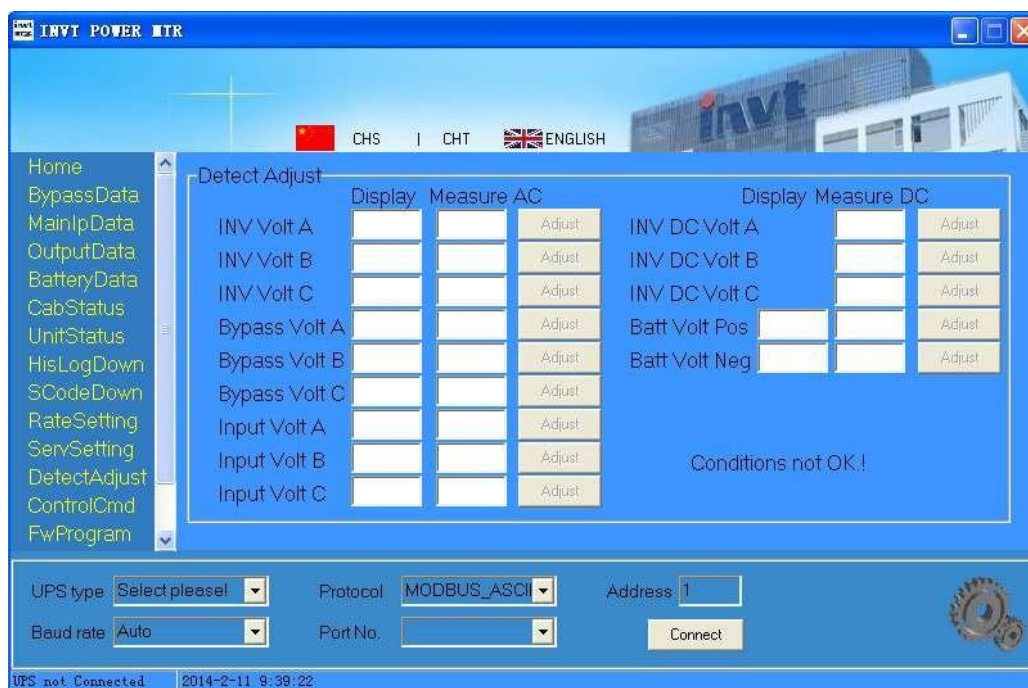 INVT POWER MTR
invt
CHS | CHT ENGLISH
Home
BypassData
MainIpData
OutputData
BatteryData
CabStatus
UnitStatus
HisLogDown
SCodeDown
RateSetting
ServSetting
DetectAdjust
ControlCmd
FwProgram
Detect Adjust
Display Measure AC
INV Volt A Adjust
INV Volt B Adjust
INV Volt C Adjust
Bypass Volt A Adjust
Bypass Volt B Adjust
Bypass Volt C Adjust
Input Volt A Adjust
Input Volt B Adjust
Input Volt C Adjust
Display Measure DC
INV DC Volt A Adjust
INV DC Volt B Adjust
INV DC Volt C Adjust
Batt Volt Pos Adjust
Batt Volt Neg Adjust
Conditions not OK.!
UPS type Select please! Protocol MODBUS_ASCII Address 1
Baud rate Auto Port No. Connect
UPS not Connected 2014-2-11 9:39:22